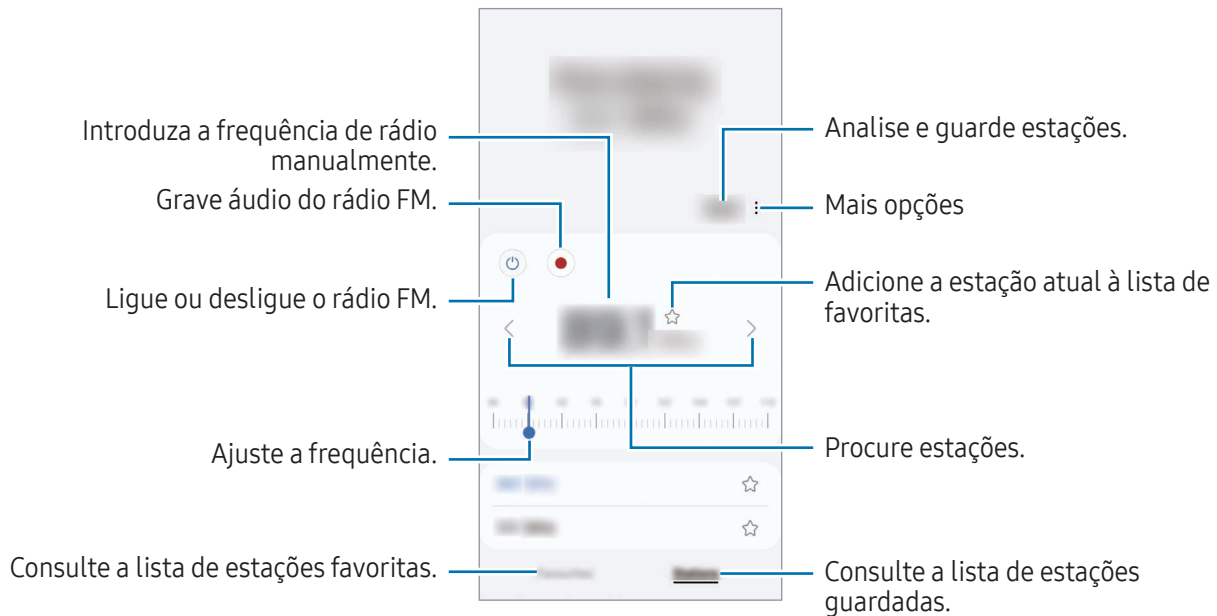 Introduza a frequência de rádio
manualmente.
Grave áudio do rádio FM.
Ligue ou desligue o rádio FM.
Ajuste a frequência.
Consulte a lista de estações favoritas.
Analise e guarde estações.
Mais opções
Adicione a estação atual à lista de
favoritas.
Procure estações.
Consulte a lista de estações
guardadas.